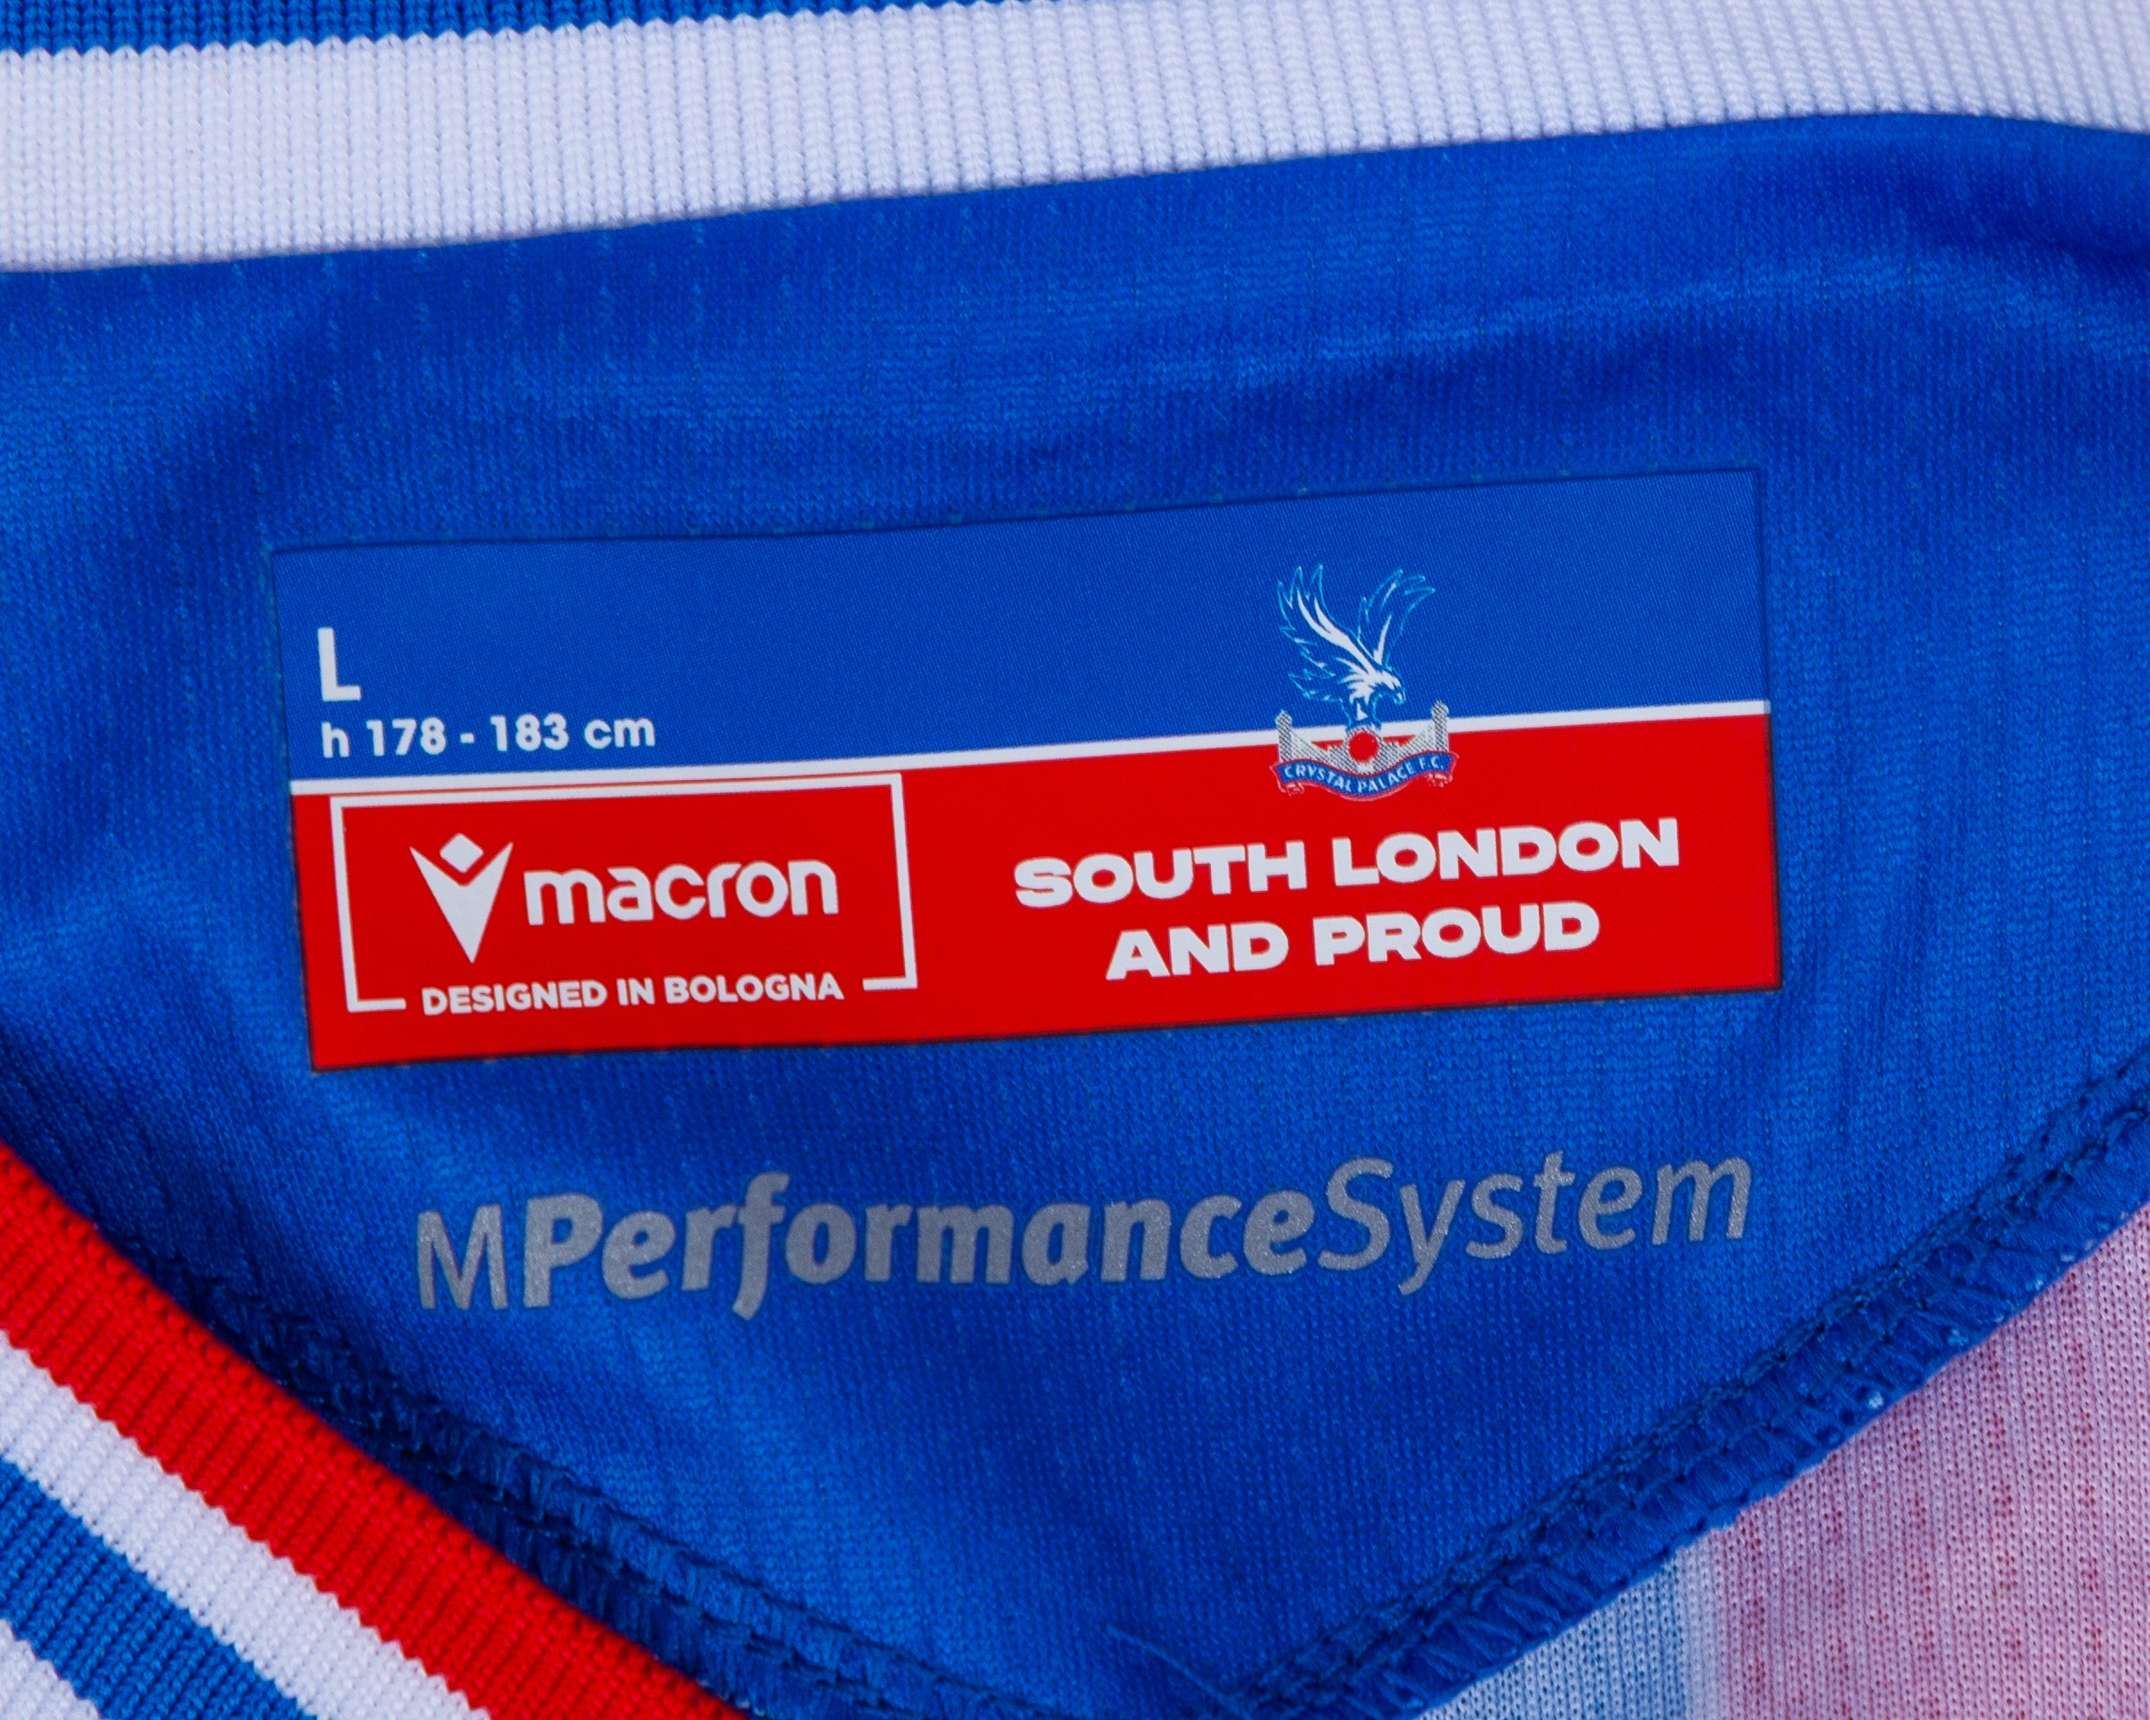 L
h 178 - 183 cm
CRYSTAL PALACE F.C.
macron
DESIGNED IN BOLOGNA
SOUTH LONDON
AND PROUD
MPerformanceSystem